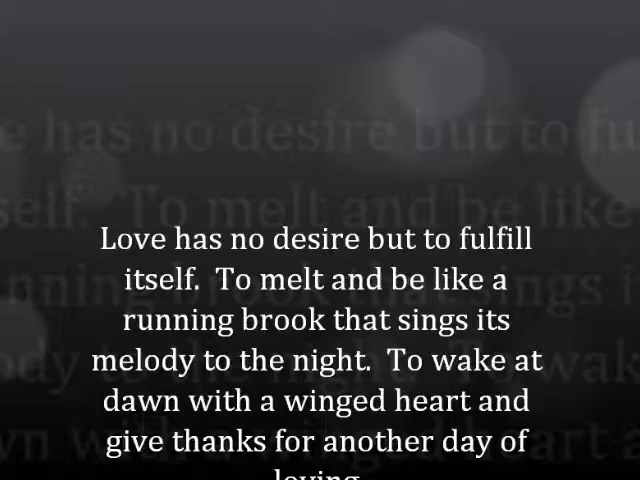 Love has no desire but to fulfill
itself. To melt and be like a
running brook that sings its
melody to the night. To wake at
dawn with a winged heart and
give thanks for another day of
loving